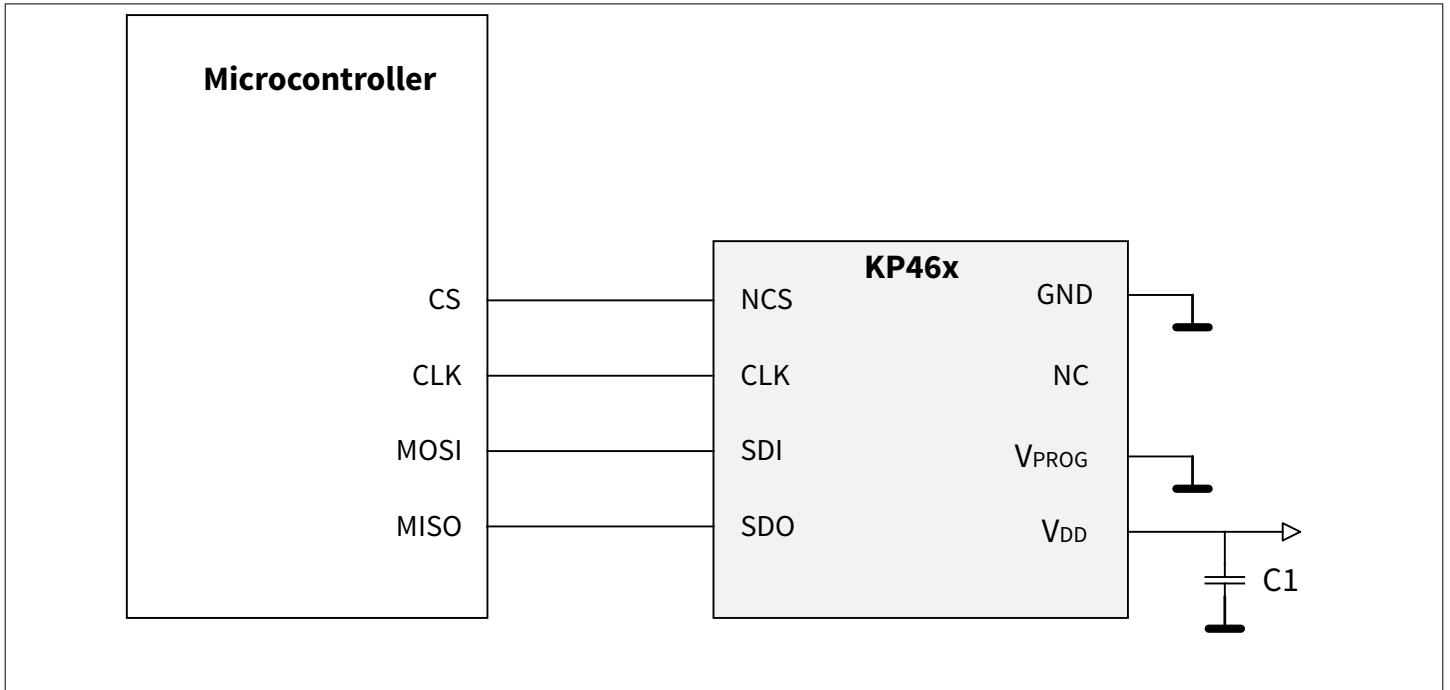 Microcontroller
CS
CLK
MOSI
MISO
KP46x
NCS
CLK
SDI
SDO
GND
NC
VPROG
VDD
C1